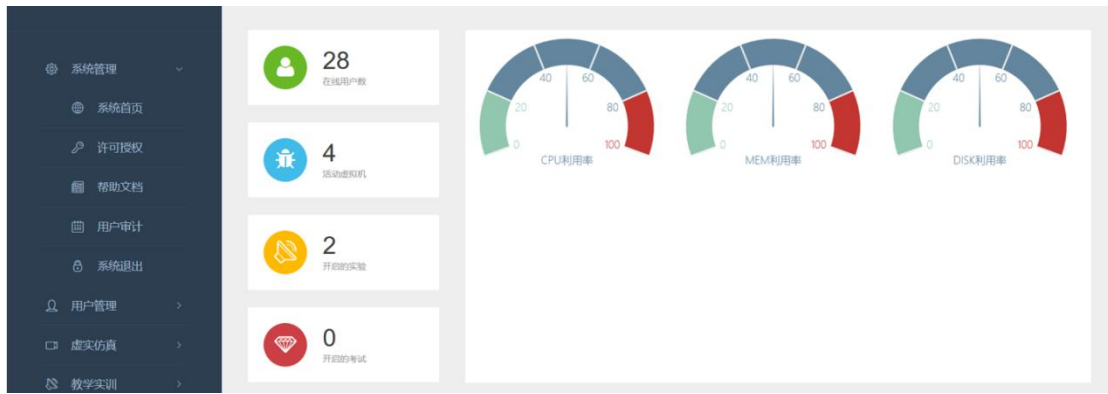 系统管理
系统首页
许可授权
帮助文档
用户审计
系统退出
用户管理
虚实仿真
教学实训
28
在线用户数
4
活动虚拟机
2
开启的实验
0
开启的考试
0 20 40 60 80 100
CPU利用率
0 20 40 60 80 100
MEM利用率
0 20 40 60 80 100
DISK利用率